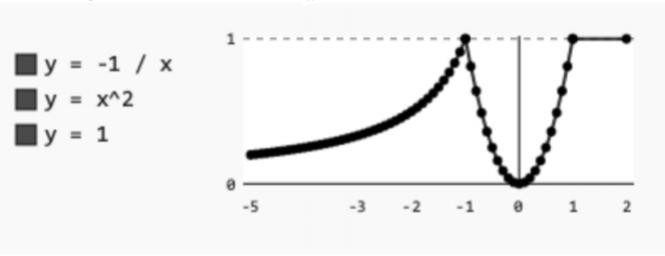 y = -1 / x
y = x^2
y = 1
1
0
-5 -3 -2 -1 0 1 2